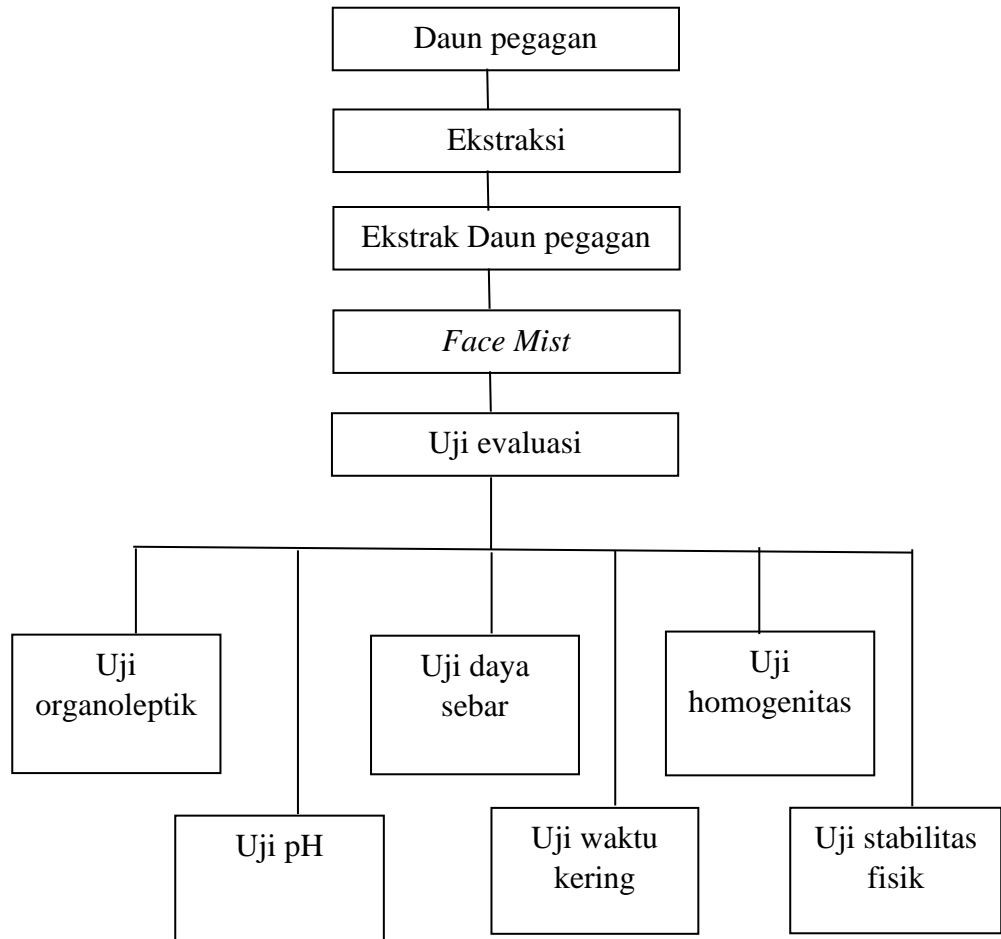 Daun pegagan
Ekstraksi
Ekstrak Daun pegagan
Face Mist
Uji evaluasi
Uji
organoleptik
Uji daya
sebar
Uji
homogenitas
Uji pH
Uji waktu
kering
Uji stabilitas
fisik